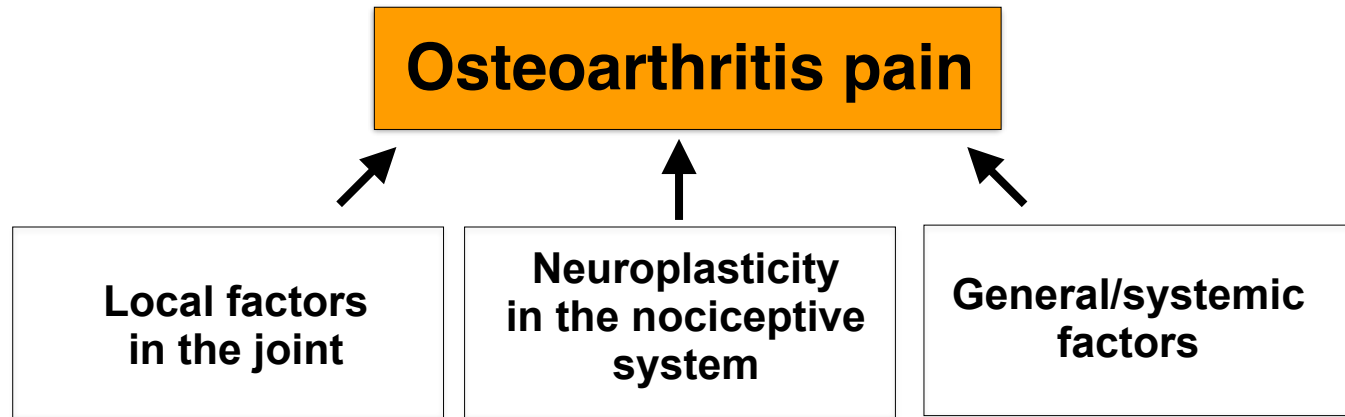 Osteoarthritis pain
Local factors
in the joint
Neuroplasticity
in the nociceptive
system
General/systemic
factors